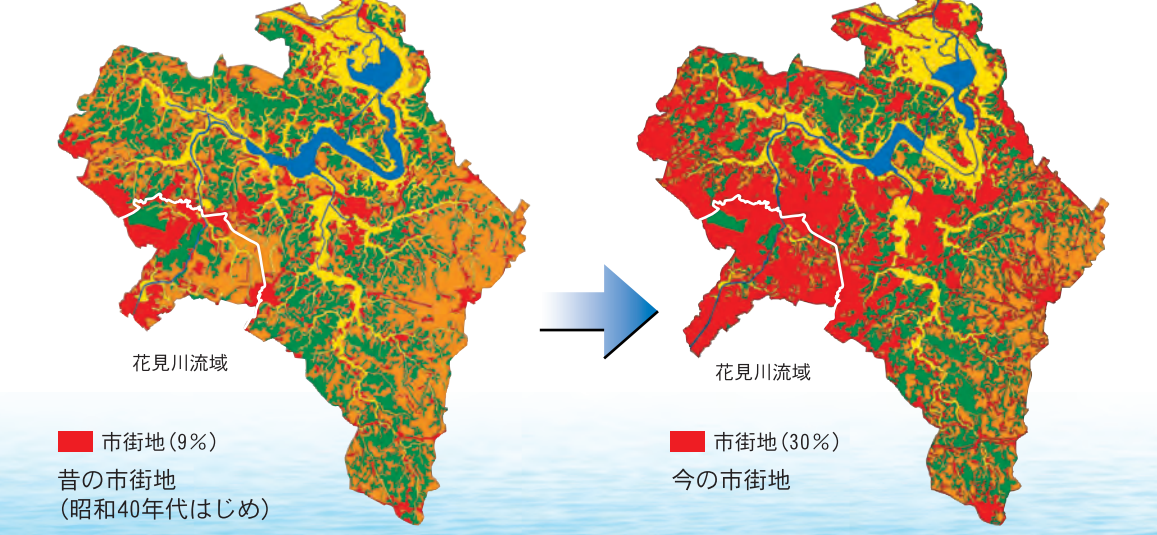 花見川流域
市街地(9%)
昔の市街地
(昭和40年代はじめ)
花見川流域
市街地(30%)
今の市街地